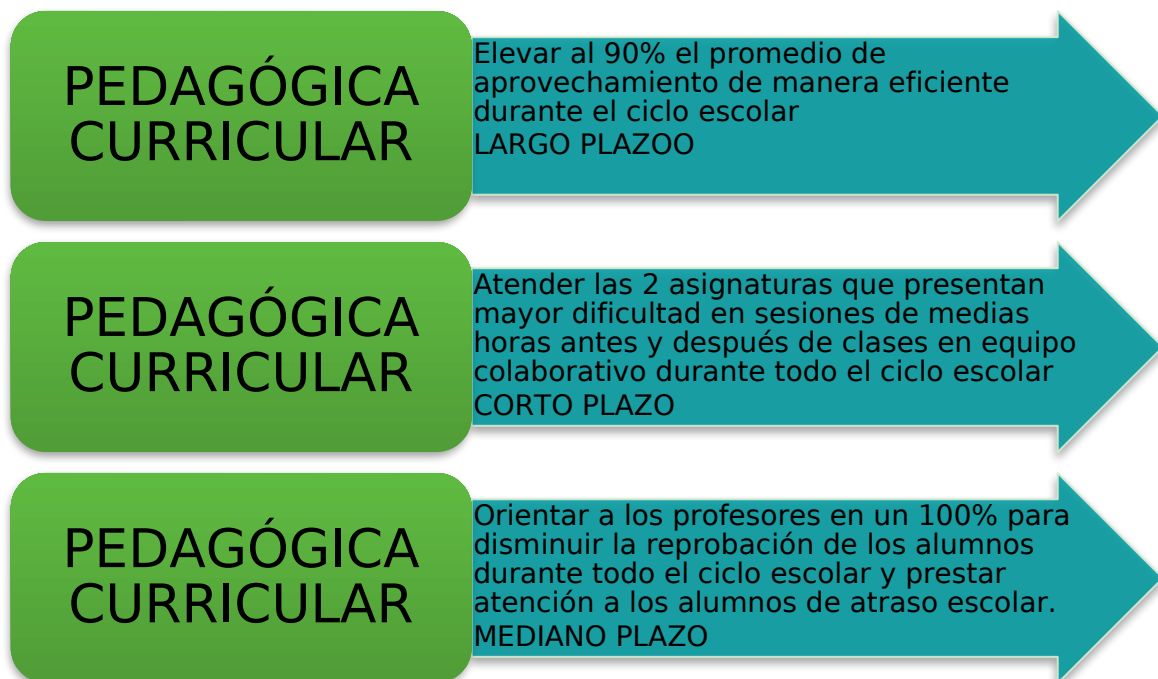 PEDAGÓGICA
CURRICULAR
Elevar al 90% el promedio de
aprovechamiento de manera eficiente
durante el ciclo escolar
LARGO PLAZOO
PEDAGÓGICA
CURRICULAR
Atender las 2 asignaturas que presentan
mayor dificultad en sesiones de medias
horas antes y después de clases en equipo
colaborativo durante todo el ciclo escolar
CORTO PLAZO
PEDAGÓGICA
CURRICULAR
Orientar a los profesores en un 100% para
disminuir la reprobación de los alumnos
durante todo el ciclo escolar y prestar
atención a los alumnos de atraso escolar.
MEDIANO PLAZO